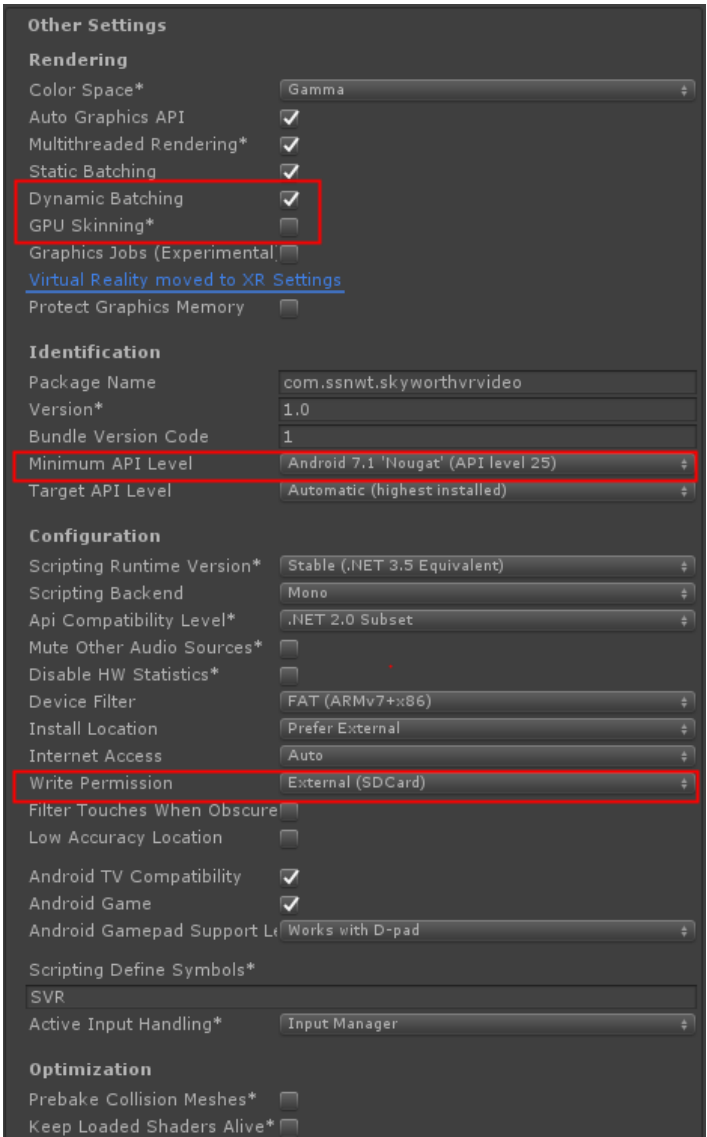 Other Settings
Rendering
Color Space* Gamma
Auto Graphics API
Multithreaded Rendering*
Static Batching
Dynamic Batching
GPU Skinning*
Graphics Jobs (Experimental)
Virtual Reality moved to XR Settings
Protect Graphics Memory
Identification
Package Name com.ssnwt.skyworthvrvideo
Version* 1.0
Bundle Version Code 1
Minimum API Level Android 7.1 'Nougat' (API level 25)
Target API Level Automatic (highest installed)
Configuration
Scripting Runtime Version* Stable (.NET 3.5 Equivalent)
Scripting Backend Mono
Api Compatibility Level* .NET 2.0 Subset
Mute Other Audio Sources*
Disable HW Statistics*
Device Filter FAT (ARMv7+x86)
Install Location Prefer External
Internet Access Auto
Write Permission External (SDCard)
Filter Touches When Obscure
Low Accuracy Location
Android TV Compatibility
Android Game
Android Gamepad Support Le Works with D-pad
Scripting Define Symbols*
SVR
Active Input Handling* Input Manager
Optimization
Prebake Collision Meshes*
Keep Loaded Shaders Alive*